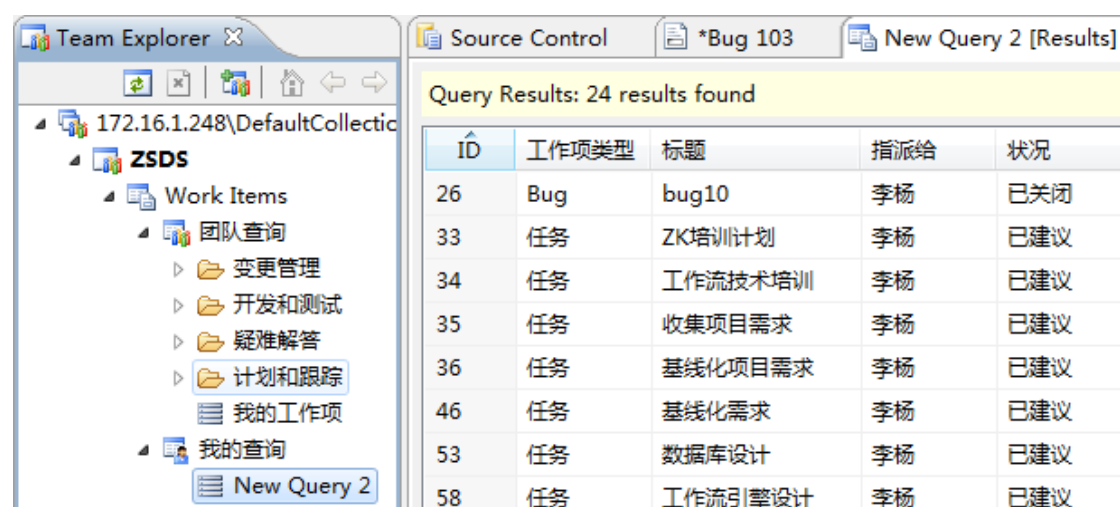 Team Explorer
172.16.1.248\DefaultCollectic
ZSDS
Work Items
团队查询
变更管理
开发和测试
疑难解答
计划和跟踪
我的工作项
我的查询
New Query 2
Source Control
*Bug 103
New Query 2 [Results]
Query Results: 24 results found
ID 工作项类型 标题 指派给 状况
26 Bug bug10 李杨 已关闭
33 任务 ZK培训计划 李杨 已建议
34 任务 工作流技术培训 李杨 已建议
35 任务 收集项目需求 李杨 已建议
36 任务 基线化项目需求 李杨 已建议
46 任务 基线化需求 李杨 已建议
53 任务 数据库设计 李杨 已建议
58 任务 工作流引擎设计 李杨 已建议